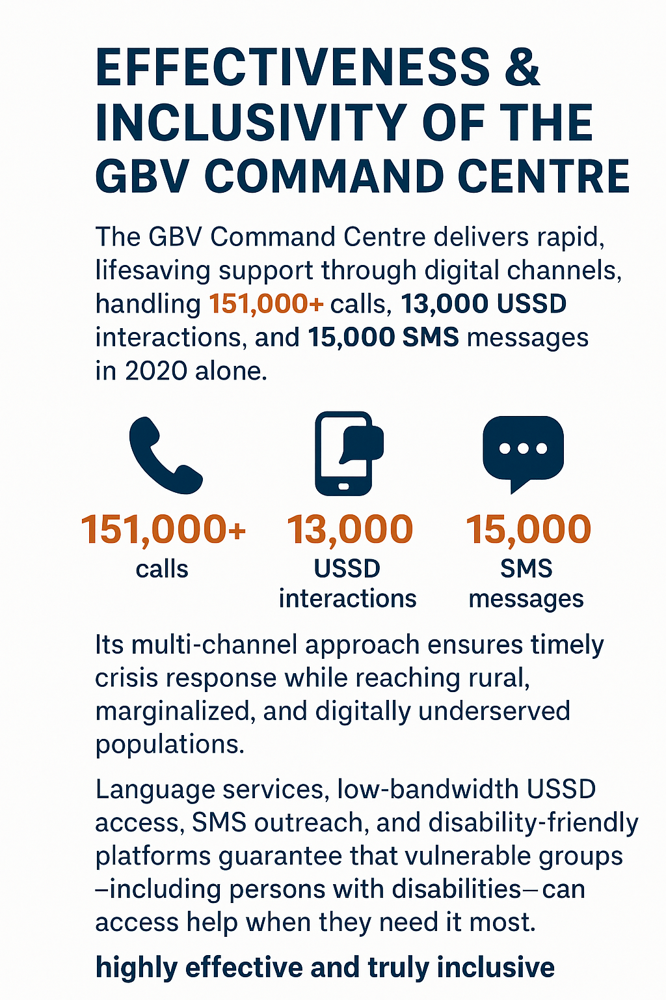 EFFECTIVENESS &
INCLUSIVITY OF THE
GBV COMMAND CENTRE
The GBV Command Centre delivers rapid,
lifesaving support through digital channels,
handling 151,000+ calls, 13,000 USSD
interactions, and 15,000 SMS messages
in 2020 alone.
151,000+
calls
13,000
USSD
interactions
15,000
SMS
messages
Its multi-channel approach ensures timely
crisis response while reaching rural,
marginalized, and digitally underserved
populations.
Language services, low-bandwidth USSD
access, SMS outreach, and disability-friendly
platforms guarantee that vulnerable groups
–including persons with disabilities—can
access help when they need it most.
highly effective and truly inclusive